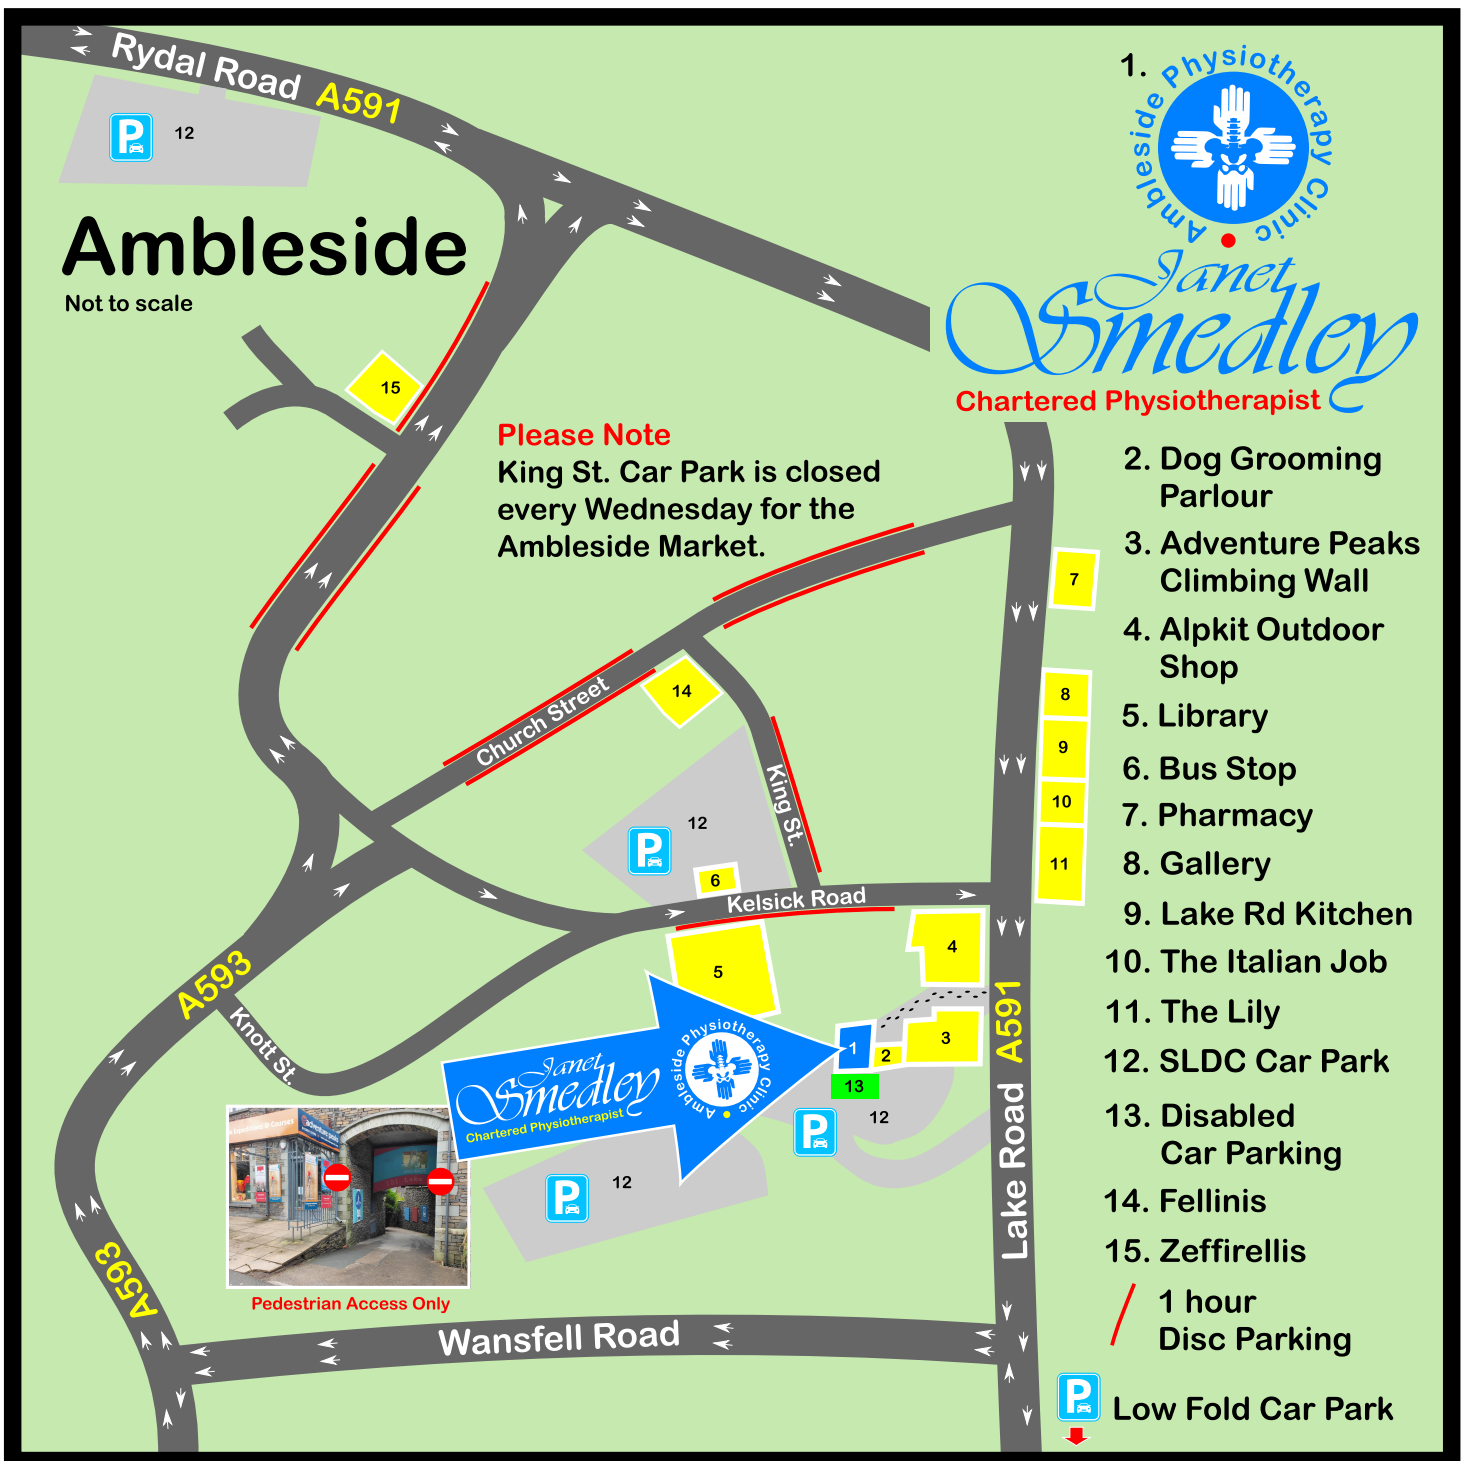 Rydal Road A591
P 12
Ambleside
Not to scale
1.
Ambleside Physiotherapy Clinic
Janet
Smedley
Chartered Physiotherapist
15
Please Note
King St. Car Park is closed
every Wednesday for the
Ambleside Market.
2. Dog Grooming
Parlour
3. Adventure Peaks
Climbing Wall
4. Alpkit Outdoor
Shop
5. Library
6. Bus Stop
7. Pharmacy
8. Gallery
9. Lake Rd Kitchen
10. The Italian Job
11. The Lily
12. SLDC Car Park
13. Disabled
Car Parking
14. Fellinis
15. Zeffirellis
1 hour
Disc Parking
P Low Fold Car Park
7
8
9
10
11
14
Church Street
King St.
P 12
6
Kelsick Road
5
4
A593
Knott St.
A591
Lake Road
3
1
2
13
P 12
Janet
Smedley
Chartered Physiotherapist
Ambleside Physiotherapy Clinic
P 12
adventure peaks
Pedestrian Access Only
A593
Wansfell Road